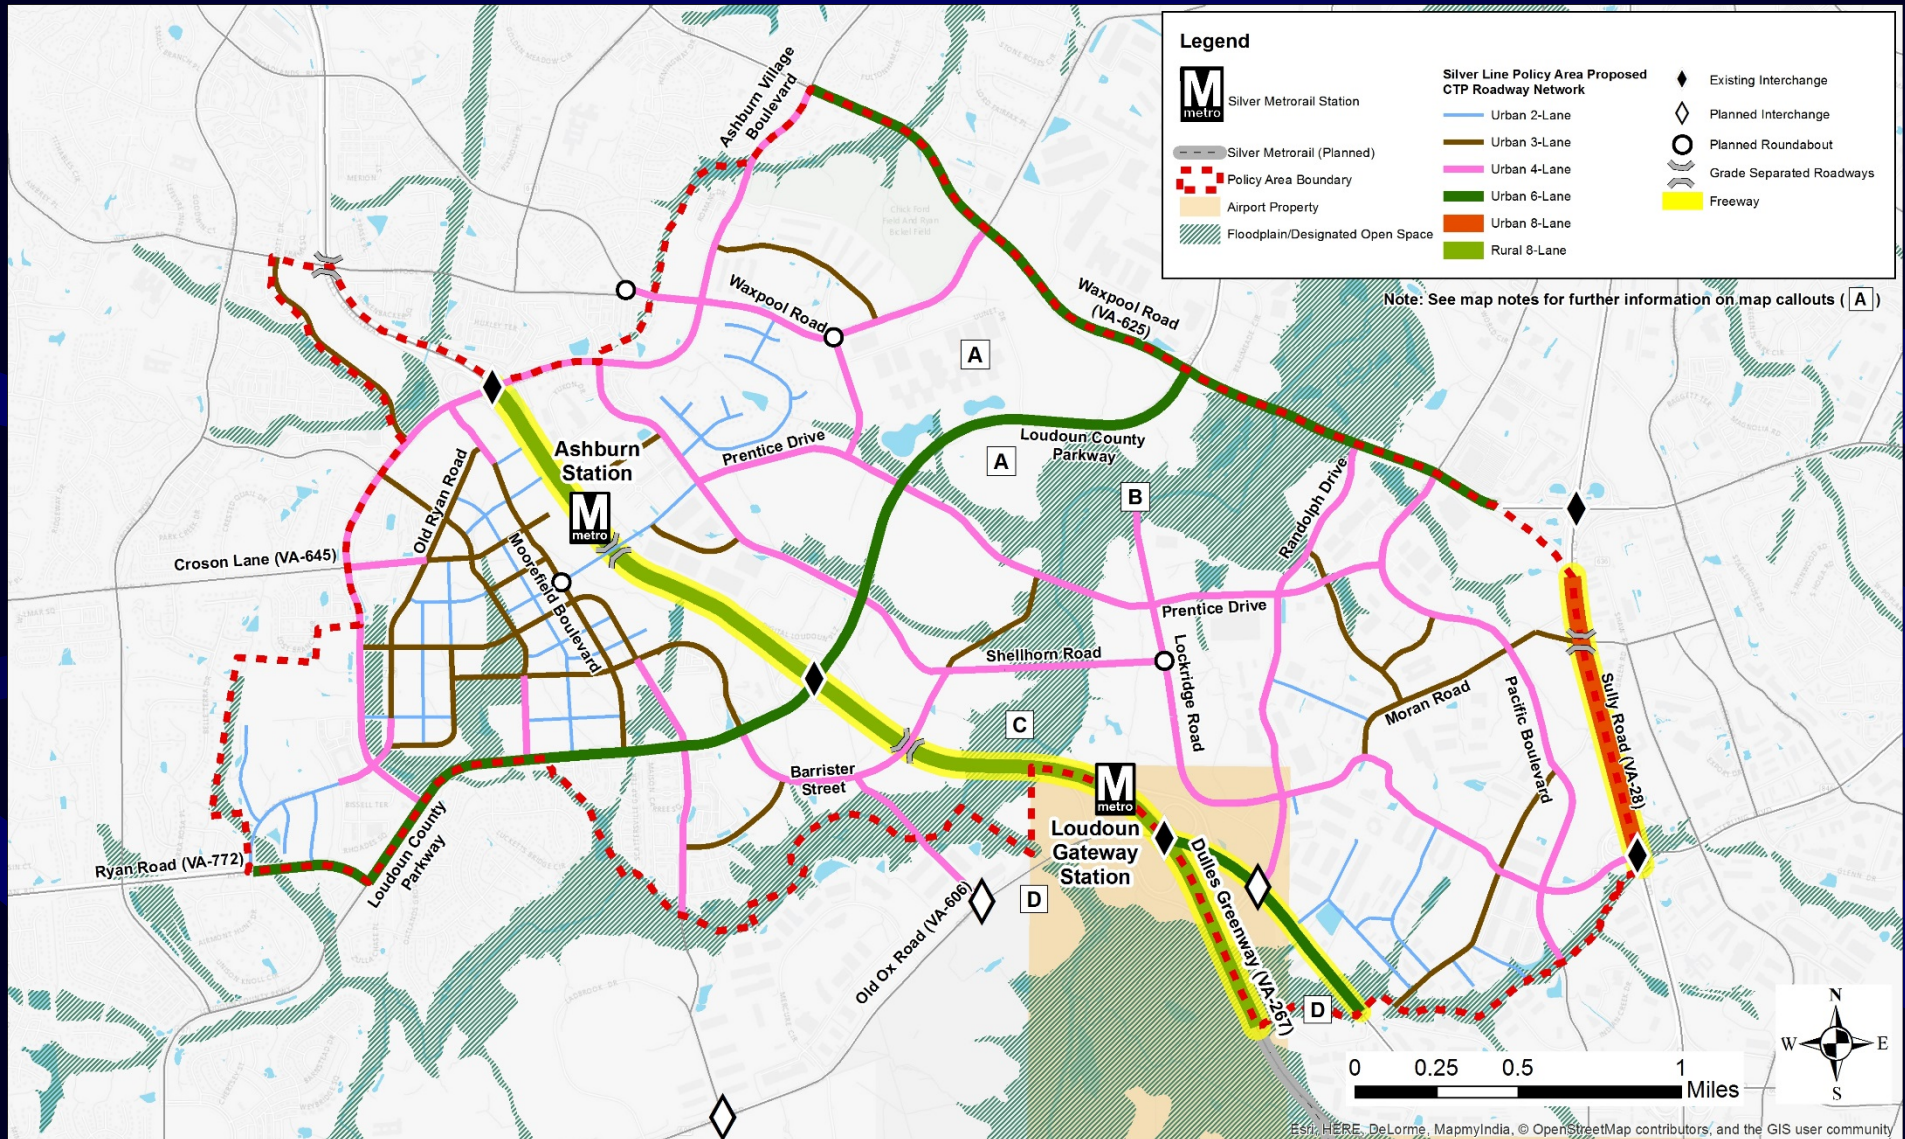 Legend
M
metro
Silver Metrorail Station
Silver Metrorail (Planned)
Policy Area Boundary
Airport Property
Floodplain/Designated Open Space
Silver Line Policy Area Proposed
CTP Roadway Network
Urban 2-Lane
Urban 3-Lane
Urban 4-Lane
Urban 6-Lane
Urban 8-Lane
Rural 8-Lane
Existing Interchange
Planned Interchange
Planned Roundabout
Grade Separated Roadways
Freeway
Note: See map notes for further information on map callouts ( A )
Ashburn Village
Boulevard
Waxpool Road
Waxpool Road
(VA-625)
A
Ashburn
Station
M
metro
Prentice Drive
Loudoun County
Parkway
A
B
Randolph Drive
Old Ryan Road
Croson Lane (VA-645)
Moorefield Boulevard
Prentice Drive
Shellhorn Road
Lockridge Road
Moran Road
Pacific Boulevard
Sully Road (VA-28)
C
Barrister
Street
M
metro
Loudoun
Gateway
Station
Ryan Road (VA-772)
Loudoun County
Parkway
Old Ox Road (VA-606)
D
Dulles Greenway (VA-267)
D
N
W
E
S
0 0.25 0.5 1
Miles
Esri, HERE, DeLorme, MapmyIndia, © OpenStreetMap contributors, and the GIS user community